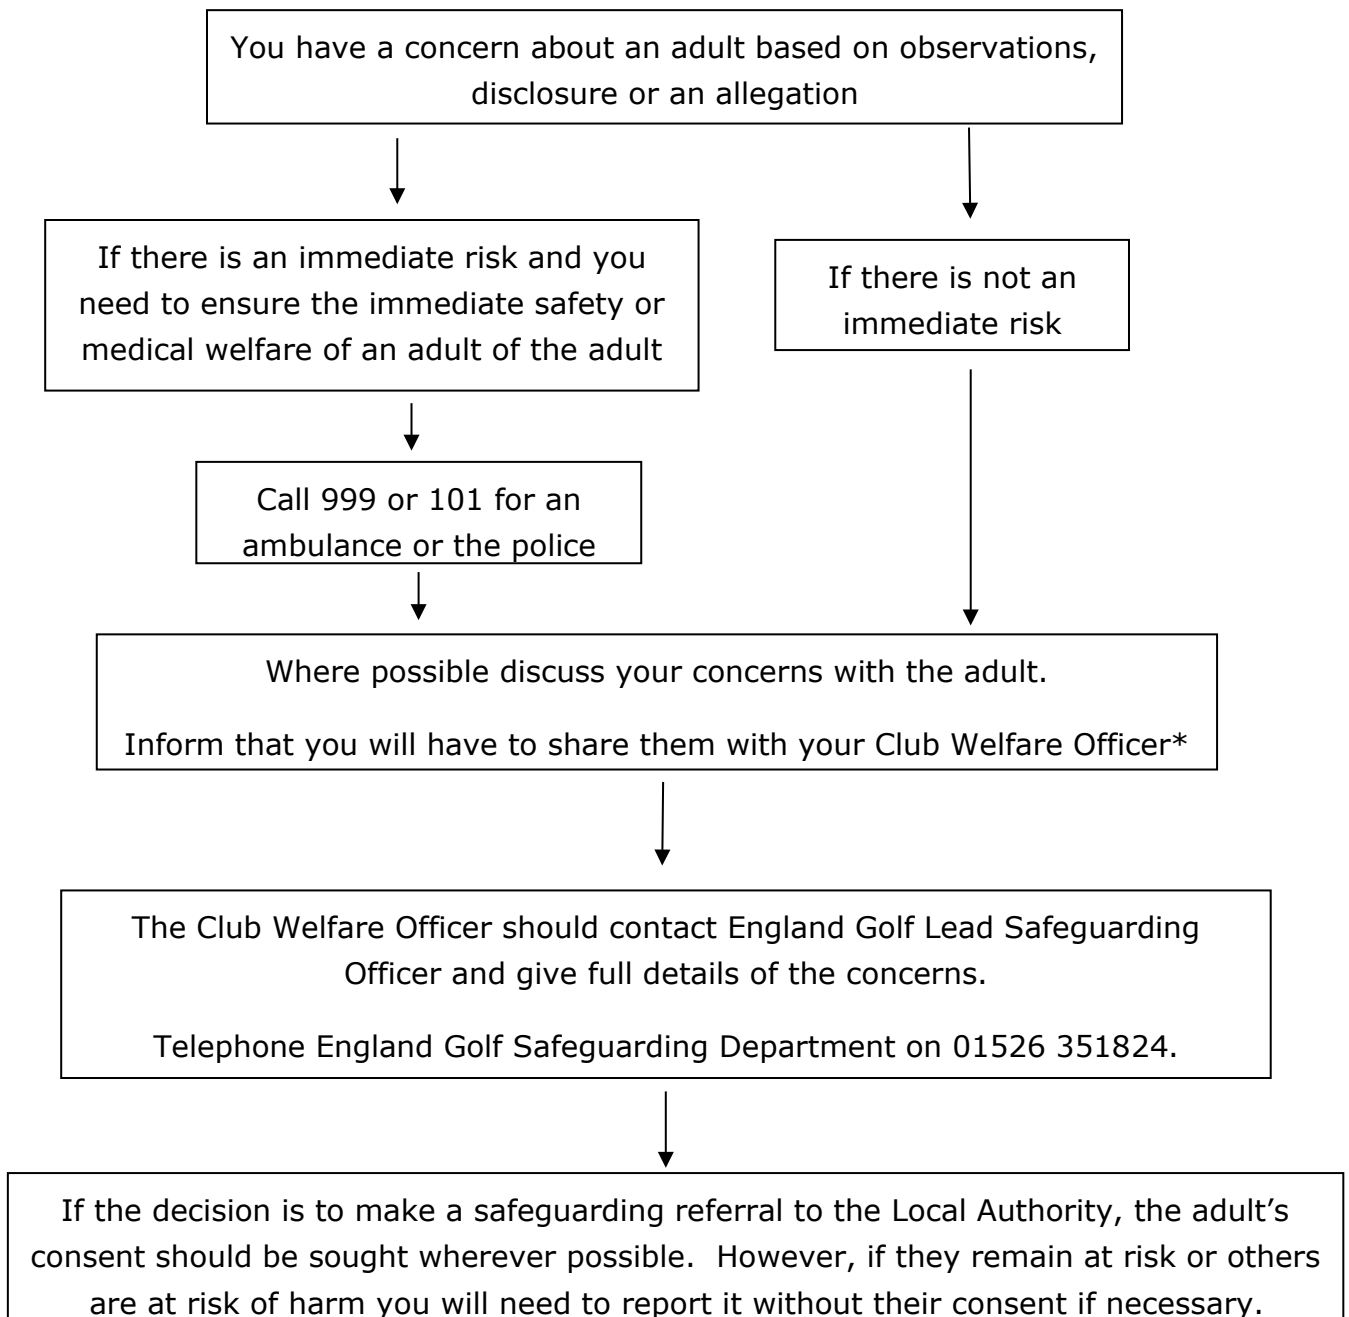 You have a concern about an adult based on observations,
disclosure or an allegation
If there is an immediate risk and you
need to ensure the immediate safety or
medical welfare of an adult of the adult
If there is not an
immediate risk
Call 999 or 101 for an
ambulance or the police
Where possible discuss your concerns with the adult.
Inform that you will have to share them with your Club Welfare Officer*
The Club Welfare Officer should contact England Golf Lead Safeguarding
Officer and give full details of the concerns.
Telephone England Golf Safeguarding Department on 01526 351824.
If the decision is to make a safeguarding referral to the Local Authority, the adult’s
consent should be sought wherever possible.  However, if they remain at risk or others
are at risk of harm you will need to report it without their consent if necessary.